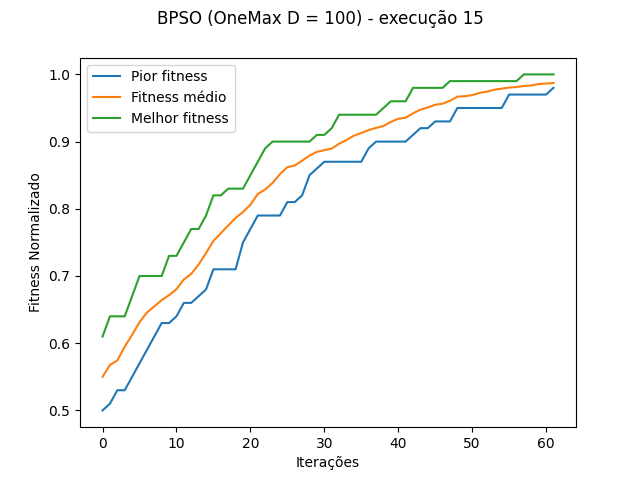 BPSO (OneMax D = 100) - execução 15
Pior fitness
Fitness médio
Melhor fitness
Fitness Normalizado
1.0
0.9
0.8
0.7
0.6
0.5
0 10 20 30 40 50 60
Iterações